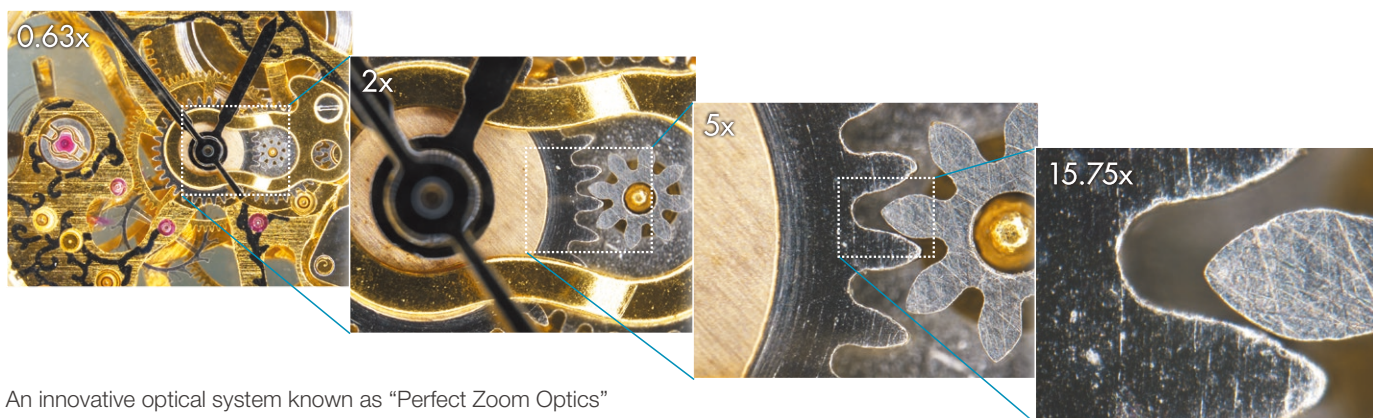 0.63x
2x
5x
15.75x
An innovative optical system known as “Perfect Zoom Optics”